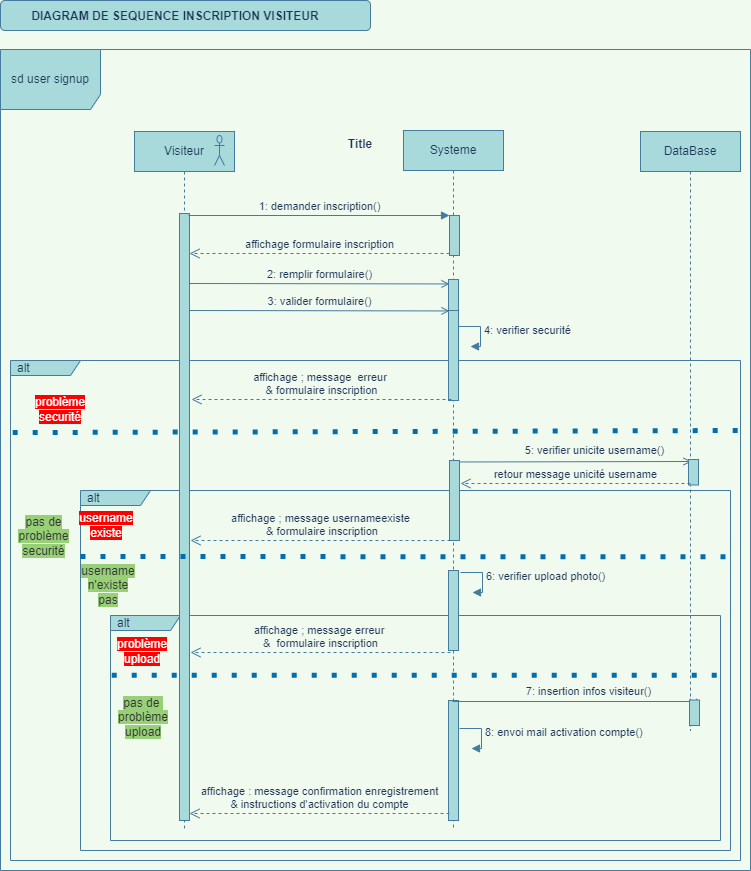 DIAGRAM DE SEQUENCE INSCRIPTION VISITEUR
sd user signup
Visiteur
Title
Systeme
DataBase
1: demander inscription()
affichage formulaire inscription
2: remplir formulaire()
3: valider formulaire()
4: verifier securité
alt
affichage ; message erreur
& formulaire inscription
problème
securité
5: verifier unicite username()
retour message unicité username
alt
pas de
problème
securité
username
existe
affichage ; message usernameexiste
& formulaire inscription
username
n'existe
pas
6: verifier upload photo()
alt
affichage ; message erreur
& formulaire inscription
problème
upload
7: insertion infos visiteur()
pas de
problème
upload
8: envoi mail activation compte()
affichage : message confirmation enregistrement
& instructions d'activation du compte